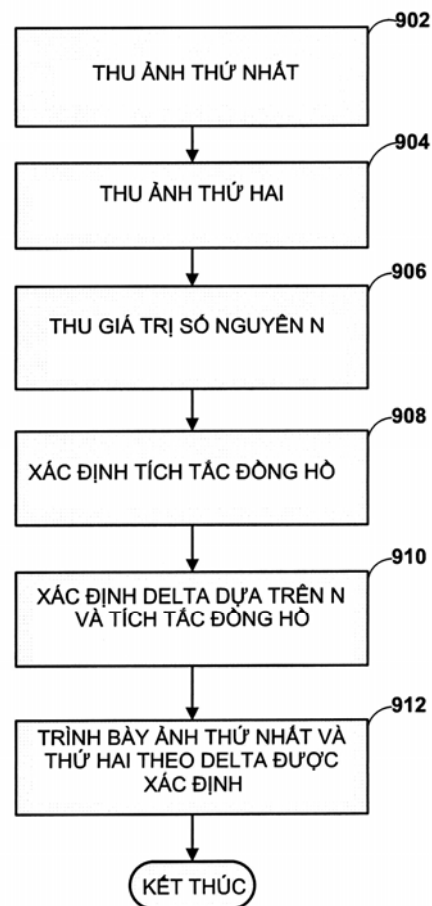 902
THU ẢNH THỨ NHẤT
904
THU ẢNH THỨ HAI
906
THU GIÁ TRỊ SỐ NGUYÊN N
908
XÁC ĐỊNH TÍCH TẮC ĐỒNG HỒ
910
XÁC ĐỊNH DELTA DỰA TRÊN N
VÀ TÍCH TẮC ĐỒNG HỒ
912
TRÌNH BÀY ẢNH THỨ NHẤT VÀ
THỨ HAI THEO DELTA ĐƯỢC
XÁC ĐỊNH
KẾT THÚC